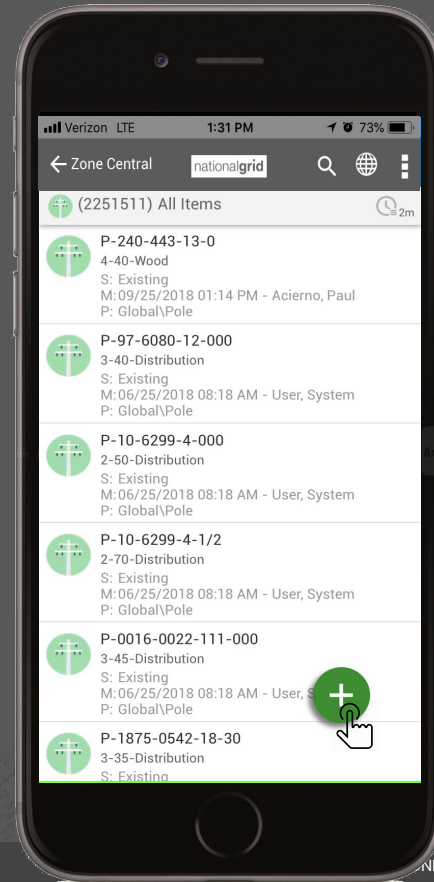 Verizon LTE 1:31 PM 73%
Zone Central nationalgrid
(2251511) All Items 2m
P-240-443-13-0
4-40-Wood
S: Existing
M:09/25/2018 01:14 PM - Acierno, Paul
P: Global\Pole
P-97-6080-12-000
3-40-Distribution
S: Existing
M:06/25/2018 08:18 AM - User, System
P: Global\Pole
P-10-6299-4-000
2-50-Distribution
S: Existing
M:06/25/2018 08:18 AM - User, System
P: Global\Pole
P-10-6299-4-1/2
2-70-Distribution
S: Existing
M:06/25/2018 08:18 AM - User, System
P: Global\Pole
P-0016-0022-111-000
3-45-Distribution
S: Existing
M:06/25/2018 08:18 AM - User, S
P: Global\Pole
P-1875-0542-18-30
3-35-Distribution
S: Existing